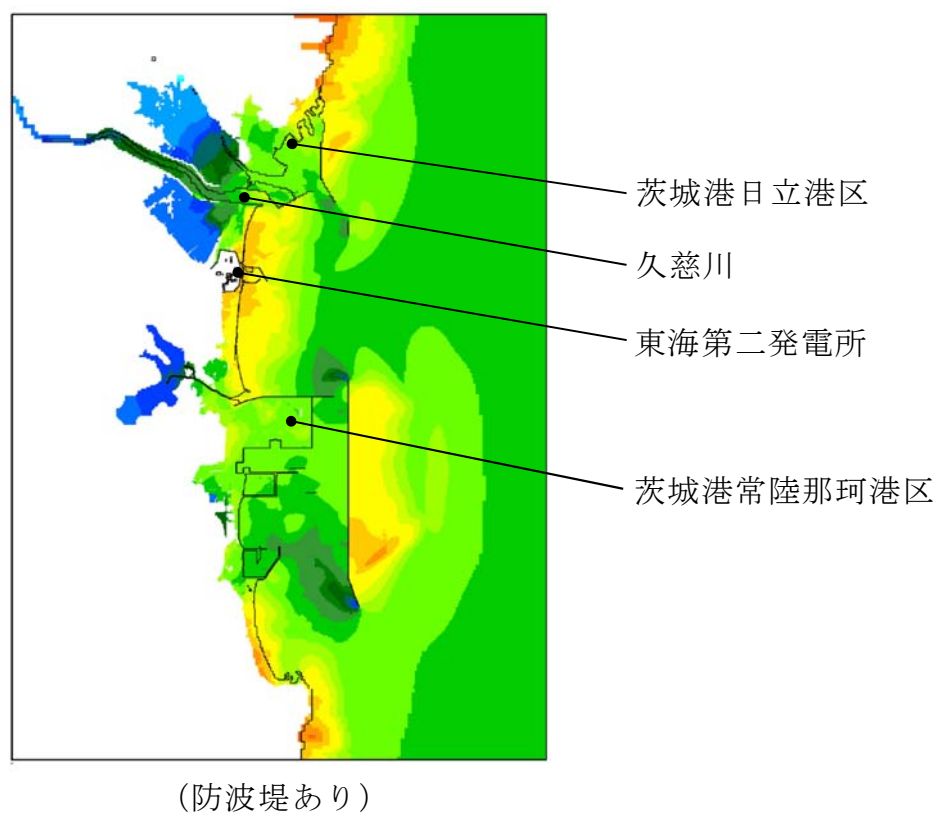 茨城港日立港区
久慈川
東海第二発電所
茨城港常陸那珂港区
(防波堤あり)